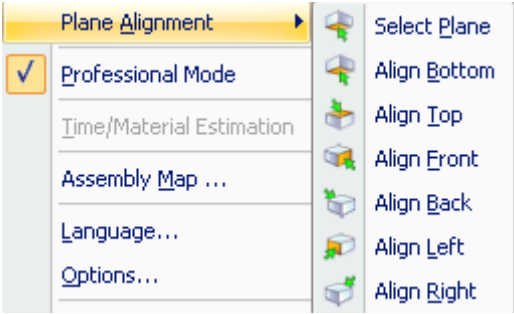 Plane Alignment
Professional Mode
Time/Material Estimation
Assembly Map ...
Language...
Options...
Select Plane
Align Bottom
Align Top
Align Front
Align Back
Align Left
Align Right